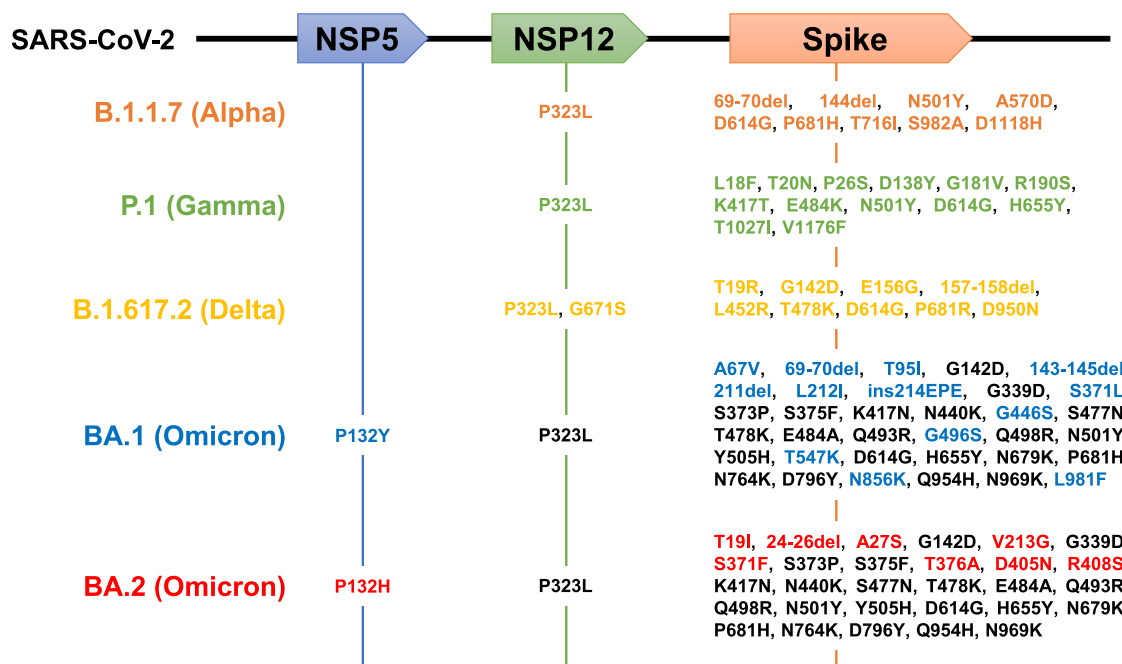 SARS-CoV-2 NSP5 NSP12 Spike
B.1.1.7 (Alpha) P323L
69-70del, 144del, N501Y, A570D,
D614G, P681H, T716I, S982A, D1118H
P.1 (Gamma) P323L
L18F, T20N, P26S, D138Y, G181V, R190S,
K417T, E484K, N501Y, D614G, H655Y,
T1027I, V1176F
B.1.617.2 (Delta) P323L, G671S
T19R, G142D, E156G, 157-158del,
L452R, T478K, D614G, P681R, D950N
BA.1 (Omicron) P132Y P323L
A67V, 69-70del, T95I, G142D, 143-145del
211del, L212I, ins214EPE, G339D, S371L
S373P, S375F, K417N, N440K, G446S, S477N
T478K, E484A, Q493R, G496S, Q498R, N501Y
Y505H, T547K, D614G, H655Y, N679K, P681H
N764K, D796Y, N856K, Q954H, N969K, L981F
BA.2 (Omicron) P132H P323L
T19I, 24-26del, A27S, G142D, V213G, G339D
S371F, S373P, S375F, T376A, D405N, R408S
K417N, N440K, S477N, T478K, E484A, Q493R
Q498R, N501Y, Y505H, D614G, H655Y, N679K
P681H, N764K, D796Y, Q954H, N969K